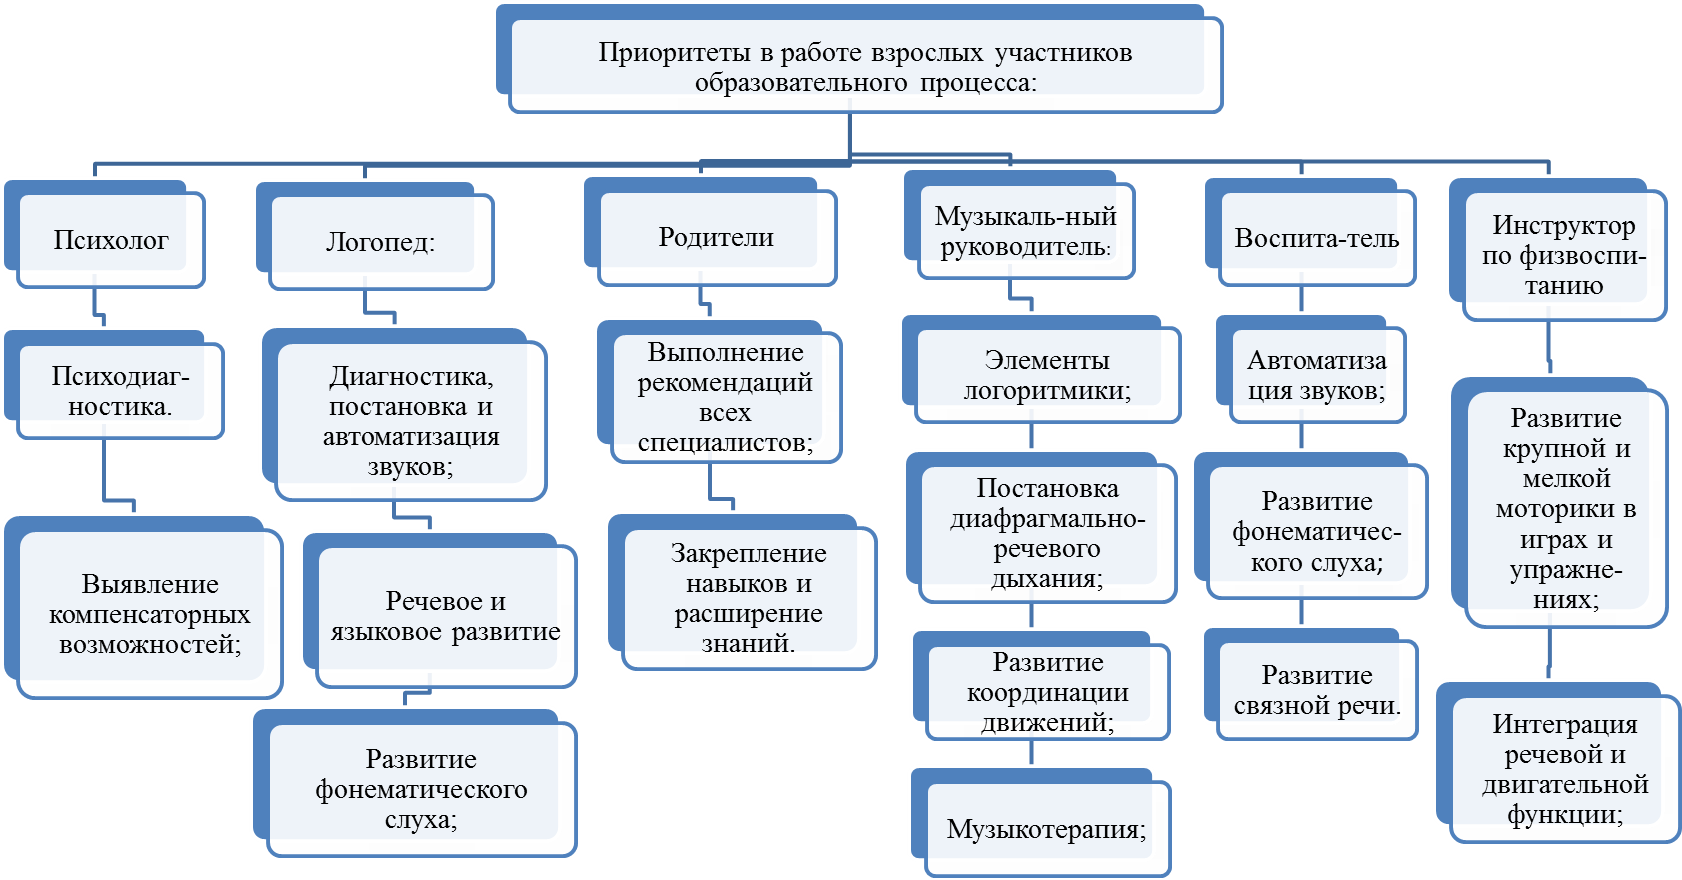 Приоритеты в работе взрослых участников
образовательного процесса:
Психолог
Психодиаг-
ностика.
Выявление
компенсаторных
возможностей;
Логопед:
Диагностика,
постановка и
автоматизация
звуков;
Речевое и
языковое развитие
Развитие
фонематического
слуха;
Родители
Выполнение
рекомендаций
всех
специалистов;
Закрепление
навыков и
расширение
знаний.
Музыкаль-ный
руководитель:
Элементы
логоритмики;
Постановка
диафрагмально-
речевого
дыхания;
Развитие
координации
движений;
Музыкотерапия;
Воспита-тель
Автоматиза
ция звуков;
Развитие
фонематичес-
кого слуха;
Развитие
связной речи.
Инструктор
по физвоспи-
танию
Развитие
крупной и
мелкой
моторики в
играх и
упражне-
ниях;
Интеграция
речевой и
двигательной
функции;